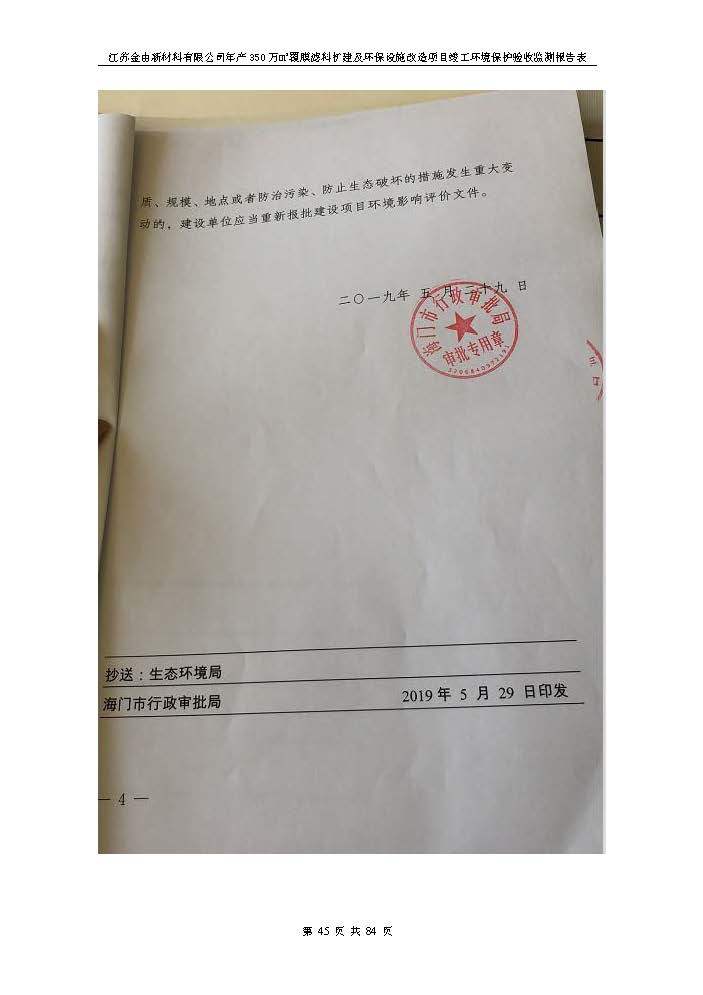 江苏金由新材料有限公司年产350万㎡覆膜滤料扩建及环保设施改造项目竣工环境保护验收监测报告表
质、规模、地点或者防治污染、防止生态破坏的措施发生重大变
动的，建设单位应当重新报批建设项目环境影响评价文件。
二〇一九年 五 月二十九 日
海门市行政审批局
审批专用章
抄送：生态环境局
海门市行政审批局 2019 年 5 月 29 日印发
— 4 —
第 45 页 共 84 页